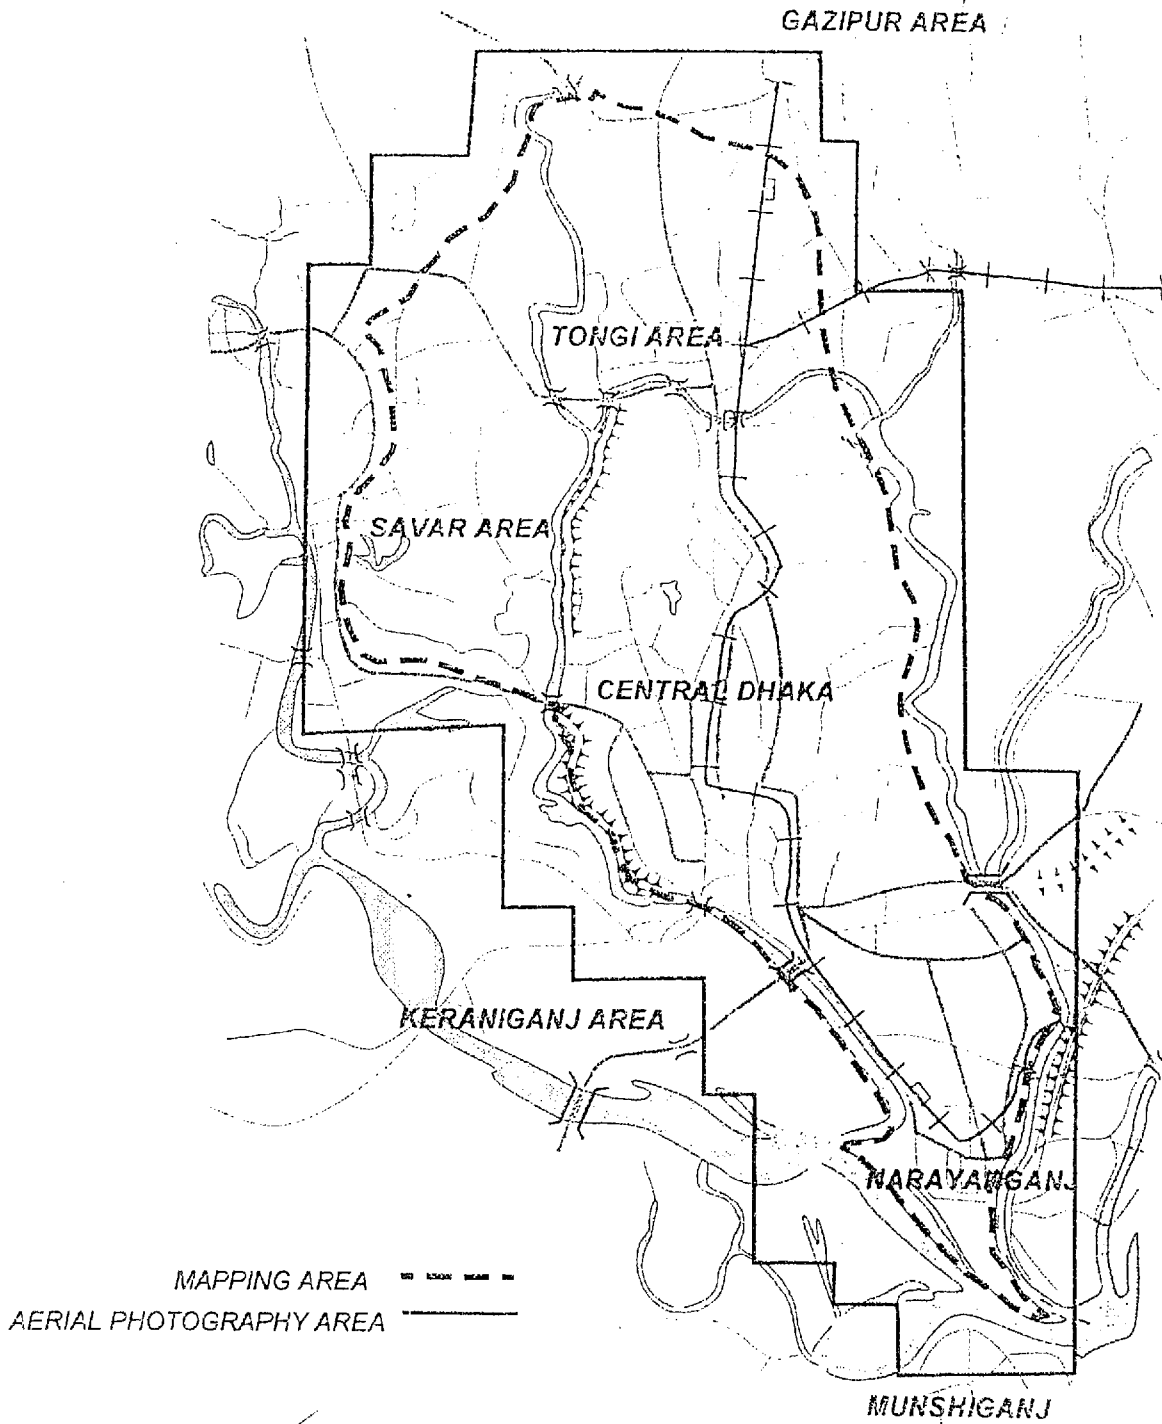 GAZIPUR AREA
TONGI AREA
SAVAR AREA
CENTRAL DHAKA
KERANIGANJ AREA
NARAYANGANJ
MAPPING AREA
AERIAL PHOTOGRAPHY AREA
MUNSHIGANJ